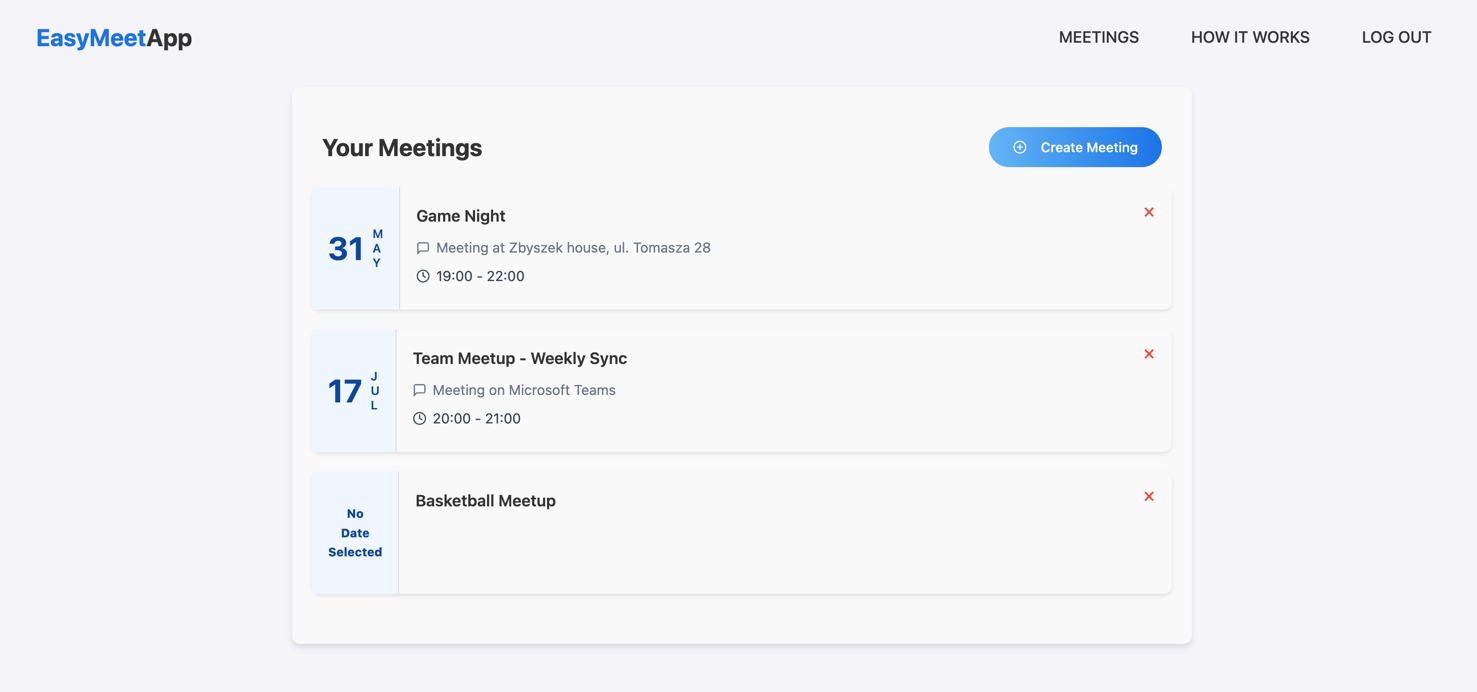 EasyMeetApp
MEETINGS
HOW IT WORKS
LOG OUT
Your Meetings
Create Meeting
31
MAY
Game Night
Meeting at Zbyszek house, ul. Tomasza 28
19:00 - 22:00
17
JUL
Team Meetup - Weekly Sync
Meeting on Microsoft Teams
20:00 - 21:00
No
Date
Selected
Basketball Meetup